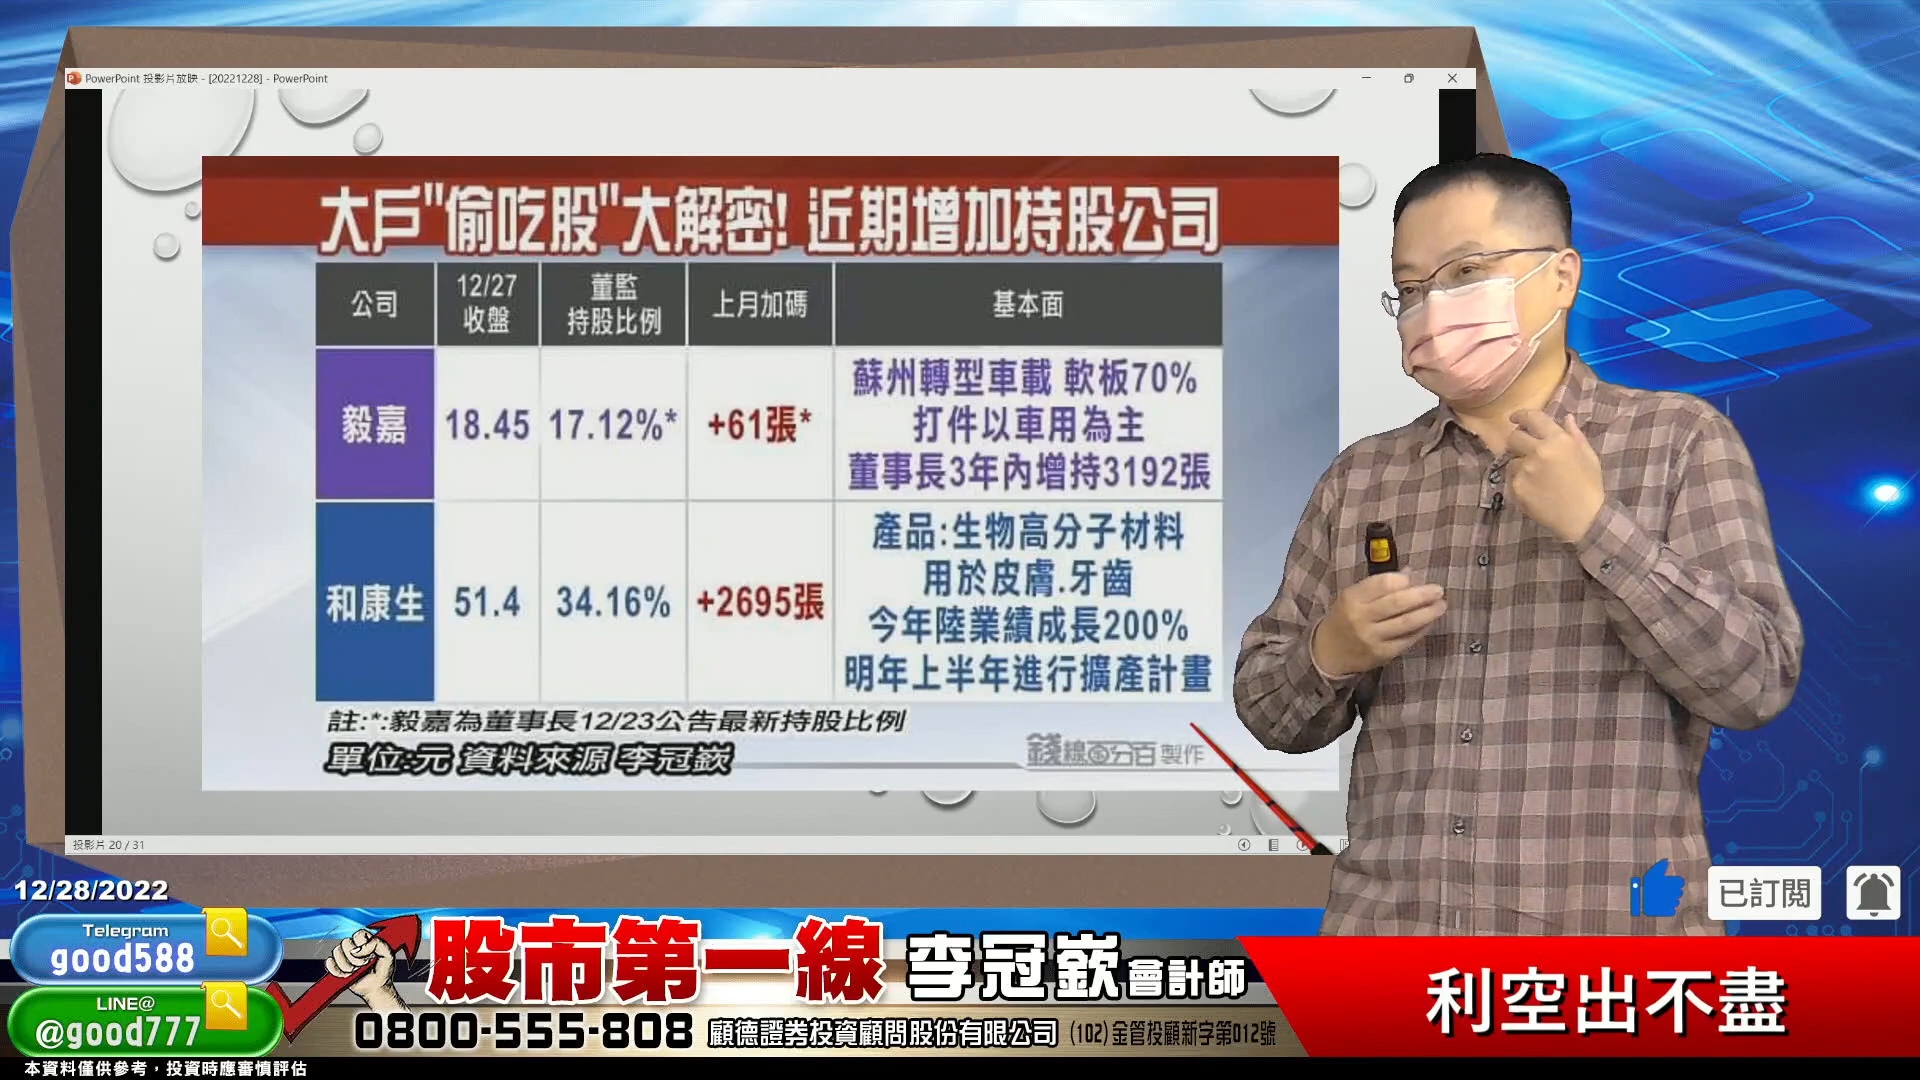 PowerPoint 投影片放映 - [20221228] - PowerPoint
大戶"偷吃股"大解密! 近期增加持股公司
公司
12/27
收盤
董監
持股比例
上月加碼
基本面
毅嘉
18.45
17.12%*
+61張*
蘇州轉型車載 軟板70%
打件以車用為主
董事長3年內增持3192張
和康生
51.4
34.16%
+2695張
產品:生物高分子材料
用於皮膚.牙齒
今年陸業績成長200%
明年上半年進行擴產計畫
註:*:毅嘉為董事長12/23公告最新持股比例
單位:元 資料來源 李冠嶔
錢線百分百 製作
投影片 20 / 31
12/28/2022
Telegram
good588
LINE@
@good777
股市第一線 李冠嶔 會計師
0800-555-808 顧德證券投資顧問股份有限公司 (102)金管投顧新字第012號
本資料僅供參考，投資時應審慎評估
已訂閱
利空出不盡